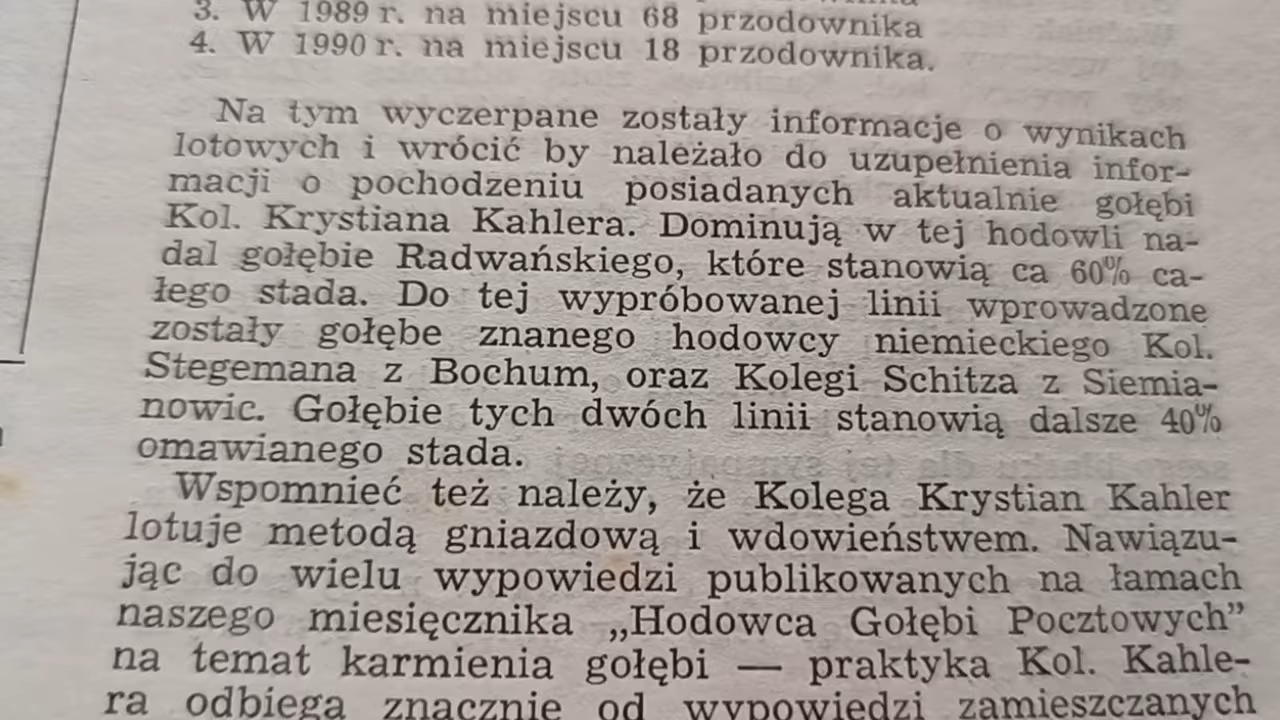 3. W 1989 r. na miejscu 68 przodownika
4. W 1990 r. na miejscu 18 przodownika.
Na tym wyczerpane zostały informacje o wynikach
lotowych i wrócić by należało do uzupełnienia infor-
macji o pochodzeniu posiadanych aktualnie gołębi
Kol. Krystiana Kahlera. Dominują w tej hodowli na-
dal gołębie Radwańskiego, które stanowią ca 60% ca-
łego stada. Do tej wypróbowanej linii wprowadzone
zostały gołębe znanego hodowcy niemieckiego Kol.
Stegemana z Bochum, oraz Kolegi Schitza z Siemia-
nowic. Gołębie tych dwóch linii stanowią dalsze 40%
omawianego stada.
Wspomnieć też należy, że Kolega Krystian Kahler
lotuje metodą gniazdową i wdowieństwem. Nawiązu-
jąc do wielu wypowiedzi publikowanych na łamach
naszego miesięcznika „Hodowca Gołębi Pocztowych”
na temat karmienia gołębi — praktyka Kol. Kahle-
ra odbiega znacznie od wypowiedzi zamieszczanych